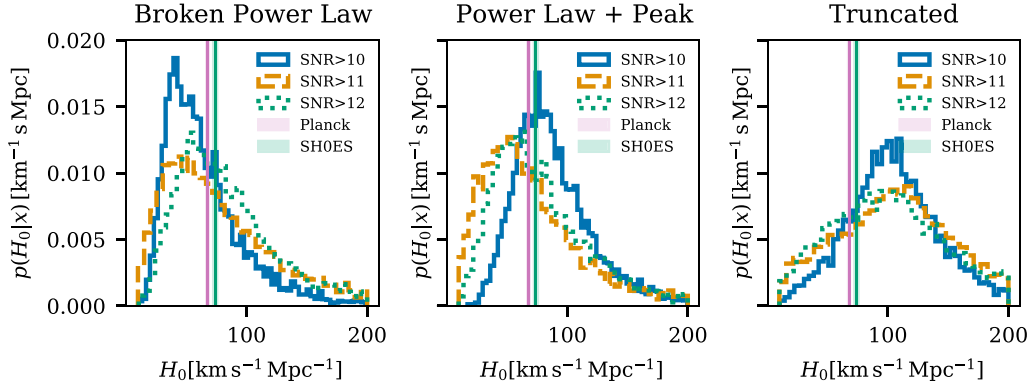 Broken Power Law
Power Law + Peak
Truncated
p(H₀|x) [km⁻¹ s Mpc]
0.020
0.015
0.010
0.005
0.000
SNR>10
SNR>11
SNR>12
Planck
SH0ES
100
200
H₀[km s⁻¹ Mpc⁻¹]
p(H₀|x) [km⁻¹ s Mpc]
SNR>10
SNR>11
SNR>12
Planck
SH0ES
100
200
H₀[km s⁻¹ Mpc⁻¹]
p(H₀|x) [km⁻¹ s Mpc]
SNR>10
SNR>11
SNR>12
Planck
SH0ES
100
200
H₀[km s⁻¹ Mpc⁻¹]